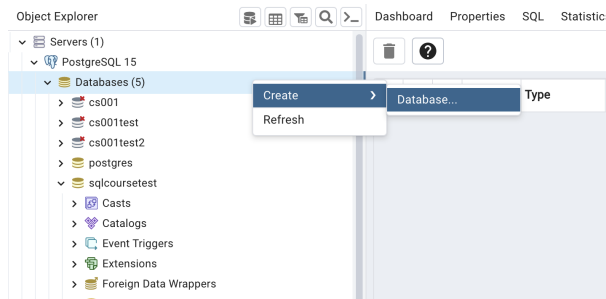 Object Explorer
Dashboard Properties SQL Statistic
Servers (1)
PostgreSQL 15
Databases (5)
Create
Database...
Type
Refresh
cs001
cs001test
cs001test2
postgres
sqlcoursetest
Casts
Catalogs
Event Triggers
Extensions
Foreign Data Wrappers